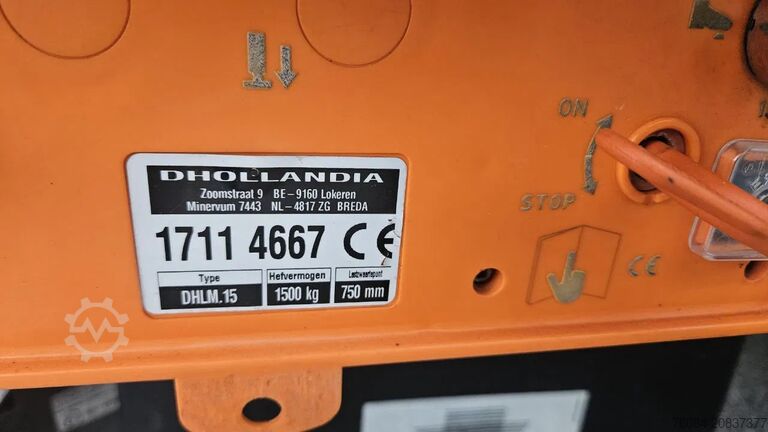 ON
STOP
DHOLLANDIA
Zoomstraat 9 BE-9160 Lokeren
Minervum 7443 NL-4817 ZG BREDA
1711 4667 CE
Type Hefvermogen Lastzwaartepunt
DHLM.15 1500 kg 750 mm
CE